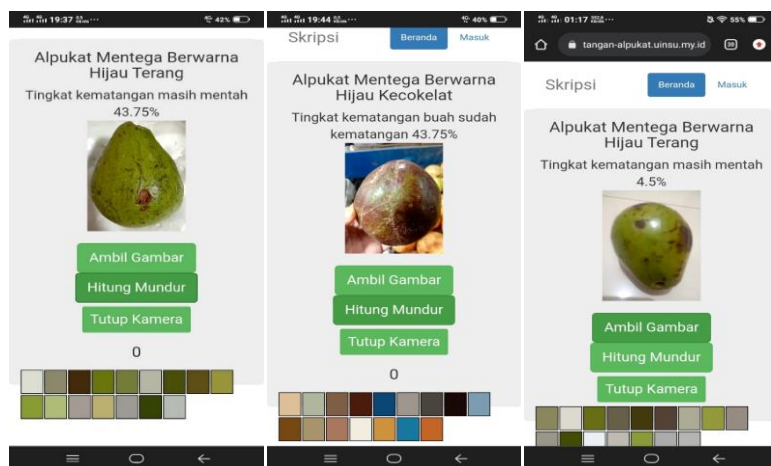 19:37
42%
Alpukat Mentega Berwarna
Hijau Terang
Tingkat kematangan masih mentah
43.75%
Ambil Gambar
Hitung Mundur
Tutup Kamera
0
19:44
40%
Skripsi
Beranda
Masuk
Alpukat Mentega Berwarna
Hijau Kecokelat
Tingkat kematangan buah sudah
kematangan 43.75%
Ambil Gambar
Hitung Mundur
Tutup Kamera
0
01:17
55%
tangan-alpukat.uinsu.my.id
Skripsi
Beranda
Masuk
Alpukat Mentega Berwarna
Hijau Terang
Tingkat kematangan masih mentah
4.5%
Ambil Gambar
Hitung Mundur
Tutup Kamera